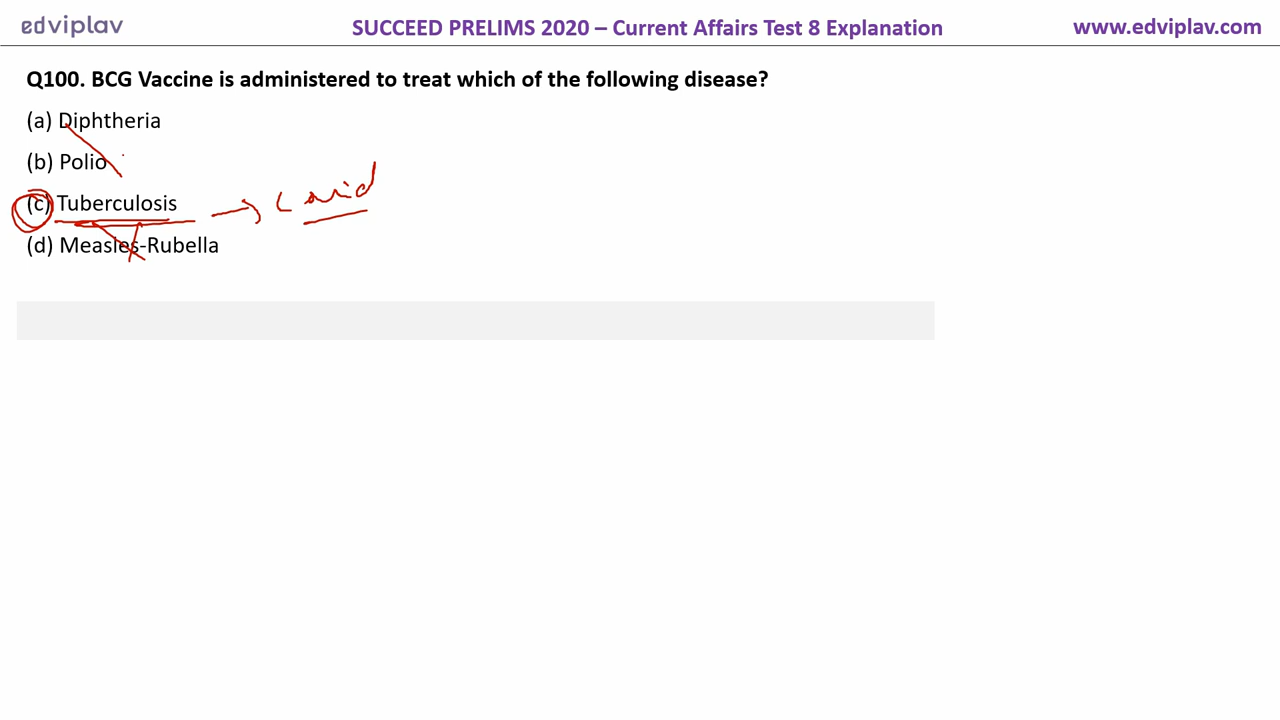 edviplav
SUCCEED PRELIMS 2020 – Current Affairs Test 8 Explanation
www.edviplav.com
Q100. BCG Vaccine is administered to treat which of the following disease?
(a) Diphtheria
(b) Polio
(c) Tuberculosis → Covid
(d) Measles-Rubella